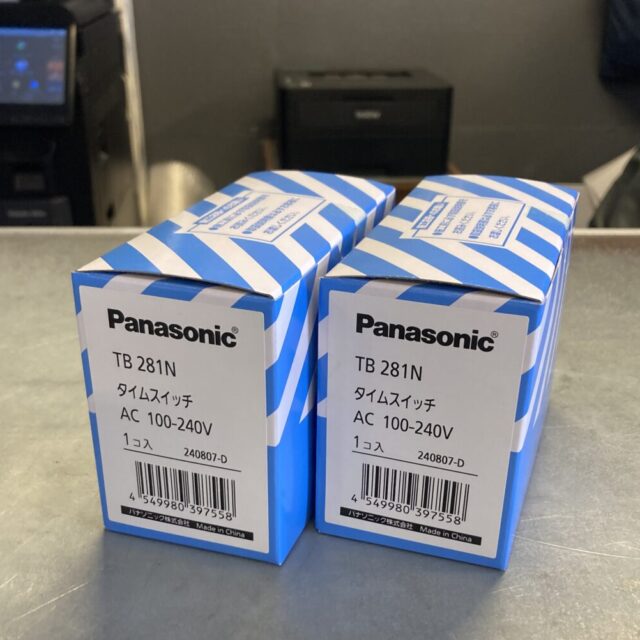 Panasonic®
TB 281N
タイムスイッチ
AC 100-240V
1コ入
240807-D
4 549980 397558
パナソニック株式会社 Made in China
Panasonic®
TB 281N
タイムスイッチ
AC 100-240V
1コ入
240807-D
4 549980 397558
パナソニック株式会社 Made in China
brother